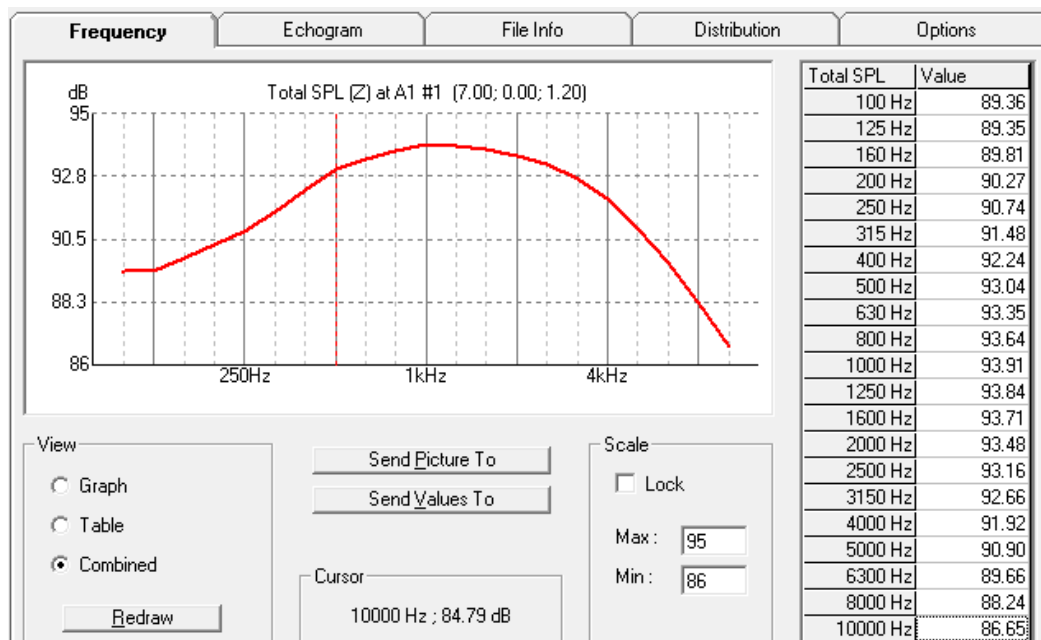 Frequency Echogram File Info Distribution Options
Total SPL (Z) at A1 #1 (7.00; 0.00; 1.20)
dB
95
92.8
90.5
88.3
86
250Hz 1kHz 4kHz
View
Graph
Table
Combined
Redraw
Send Picture To
Send Values To
Cursor
10000 Hz ; 84.79 dB
Scale
Lock
Max : 95
Min : 86
Total SPL Value
100 Hz 89.36
125 Hz 89.35
160 Hz 89.81
200 Hz 90.27
250 Hz 90.74
315 Hz 91.48
400 Hz 92.24
500 Hz 93.04
630 Hz 93.35
800 Hz 93.64
1000 Hz 93.91
1250 Hz 93.84
1600 Hz 93.71
2000 Hz 93.48
2500 Hz 93.16
3150 Hz 92.66
4000 Hz 91.92
5000 Hz 90.90
6300 Hz 89.66
8000 Hz 88.24
10000 Hz 86.65